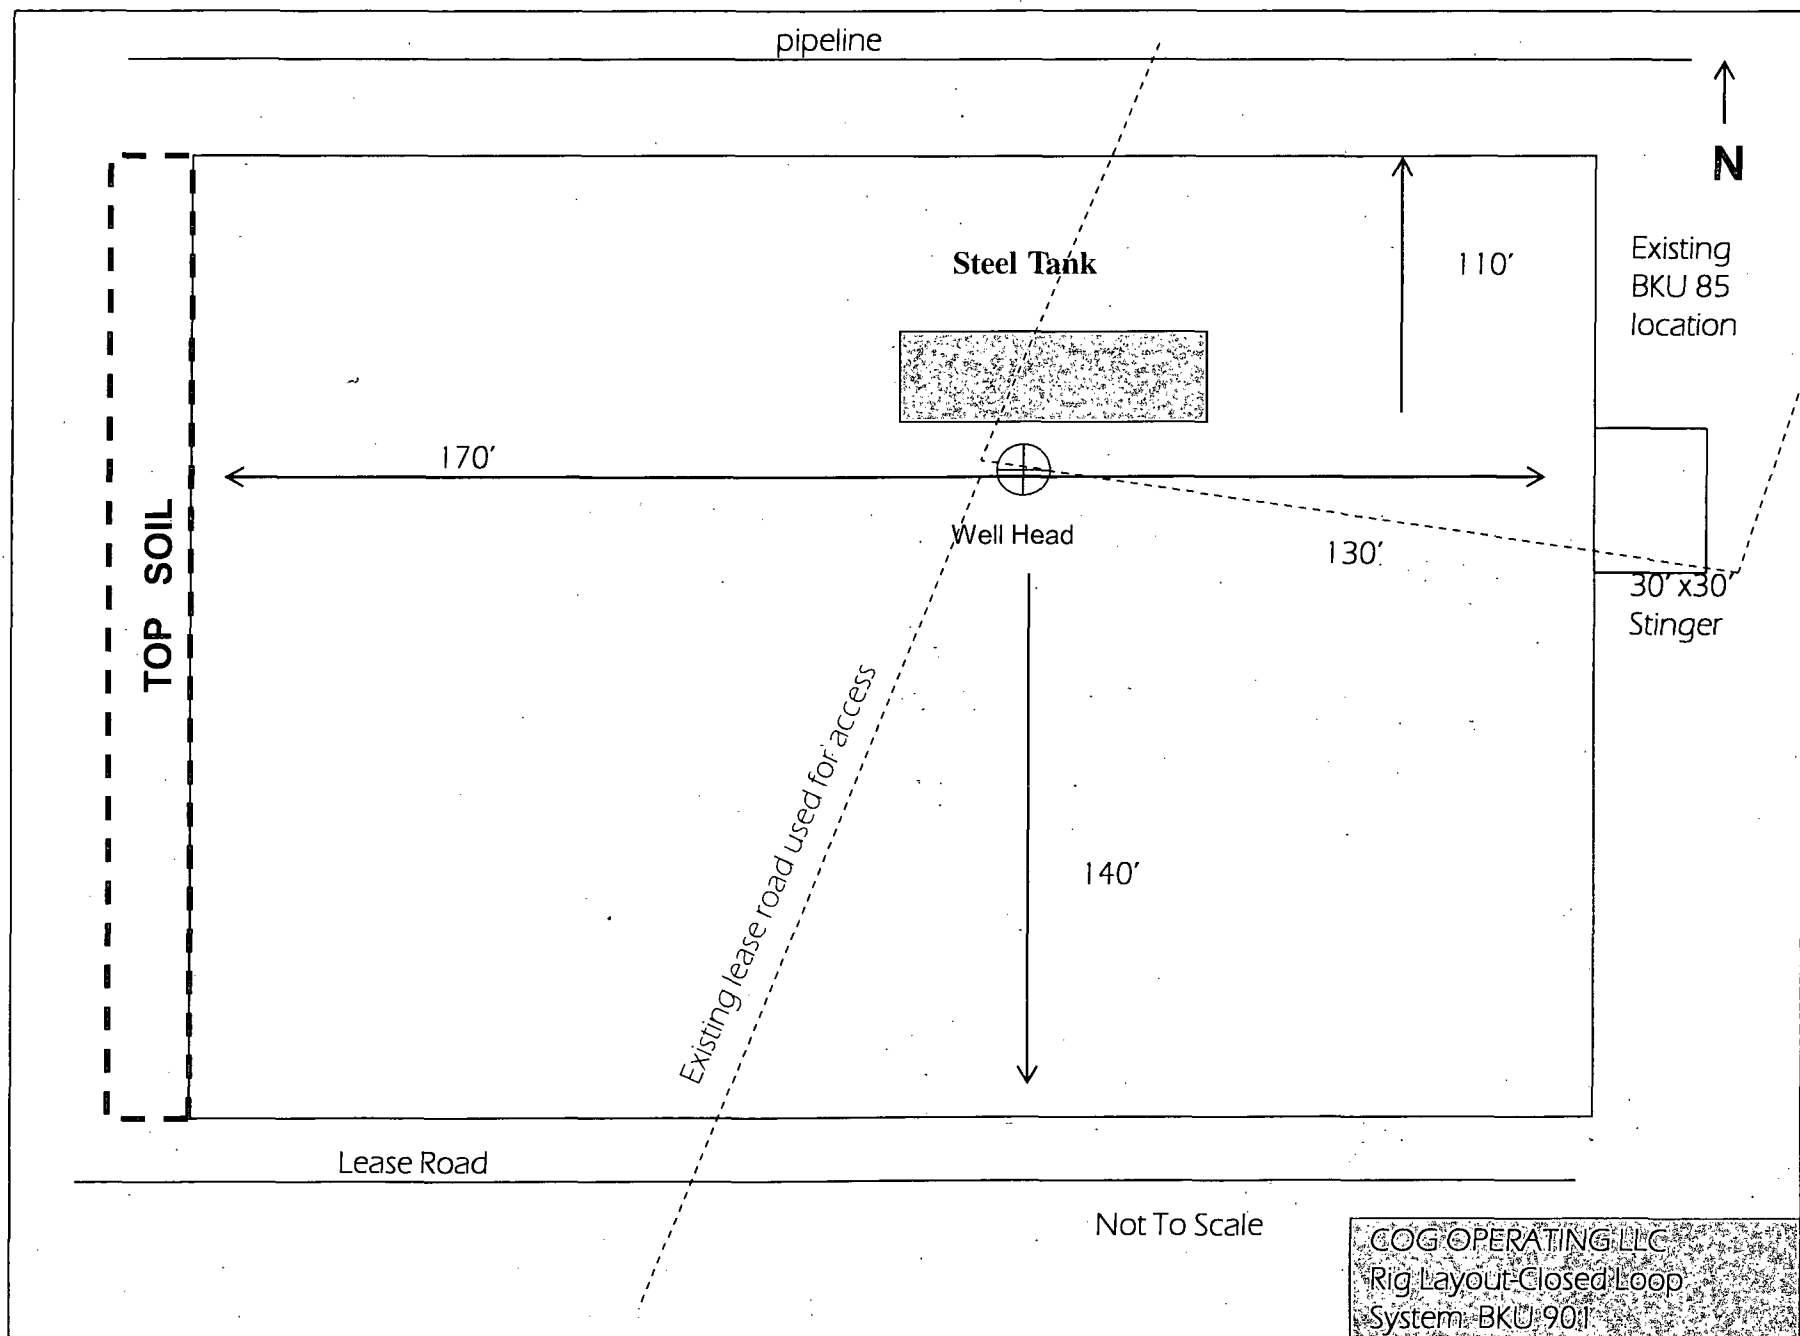 pipeline
N
Existing
BKU 85
location
Steel Tank
110'
170'
TOP SOIL
Well Head
130'
30' x30'
Stinger
Existing lease road used for access
140'
Lease Road
Not To Scale
COG OPERATING LLC
Rig Layout-Closed Loop
System BKU 901